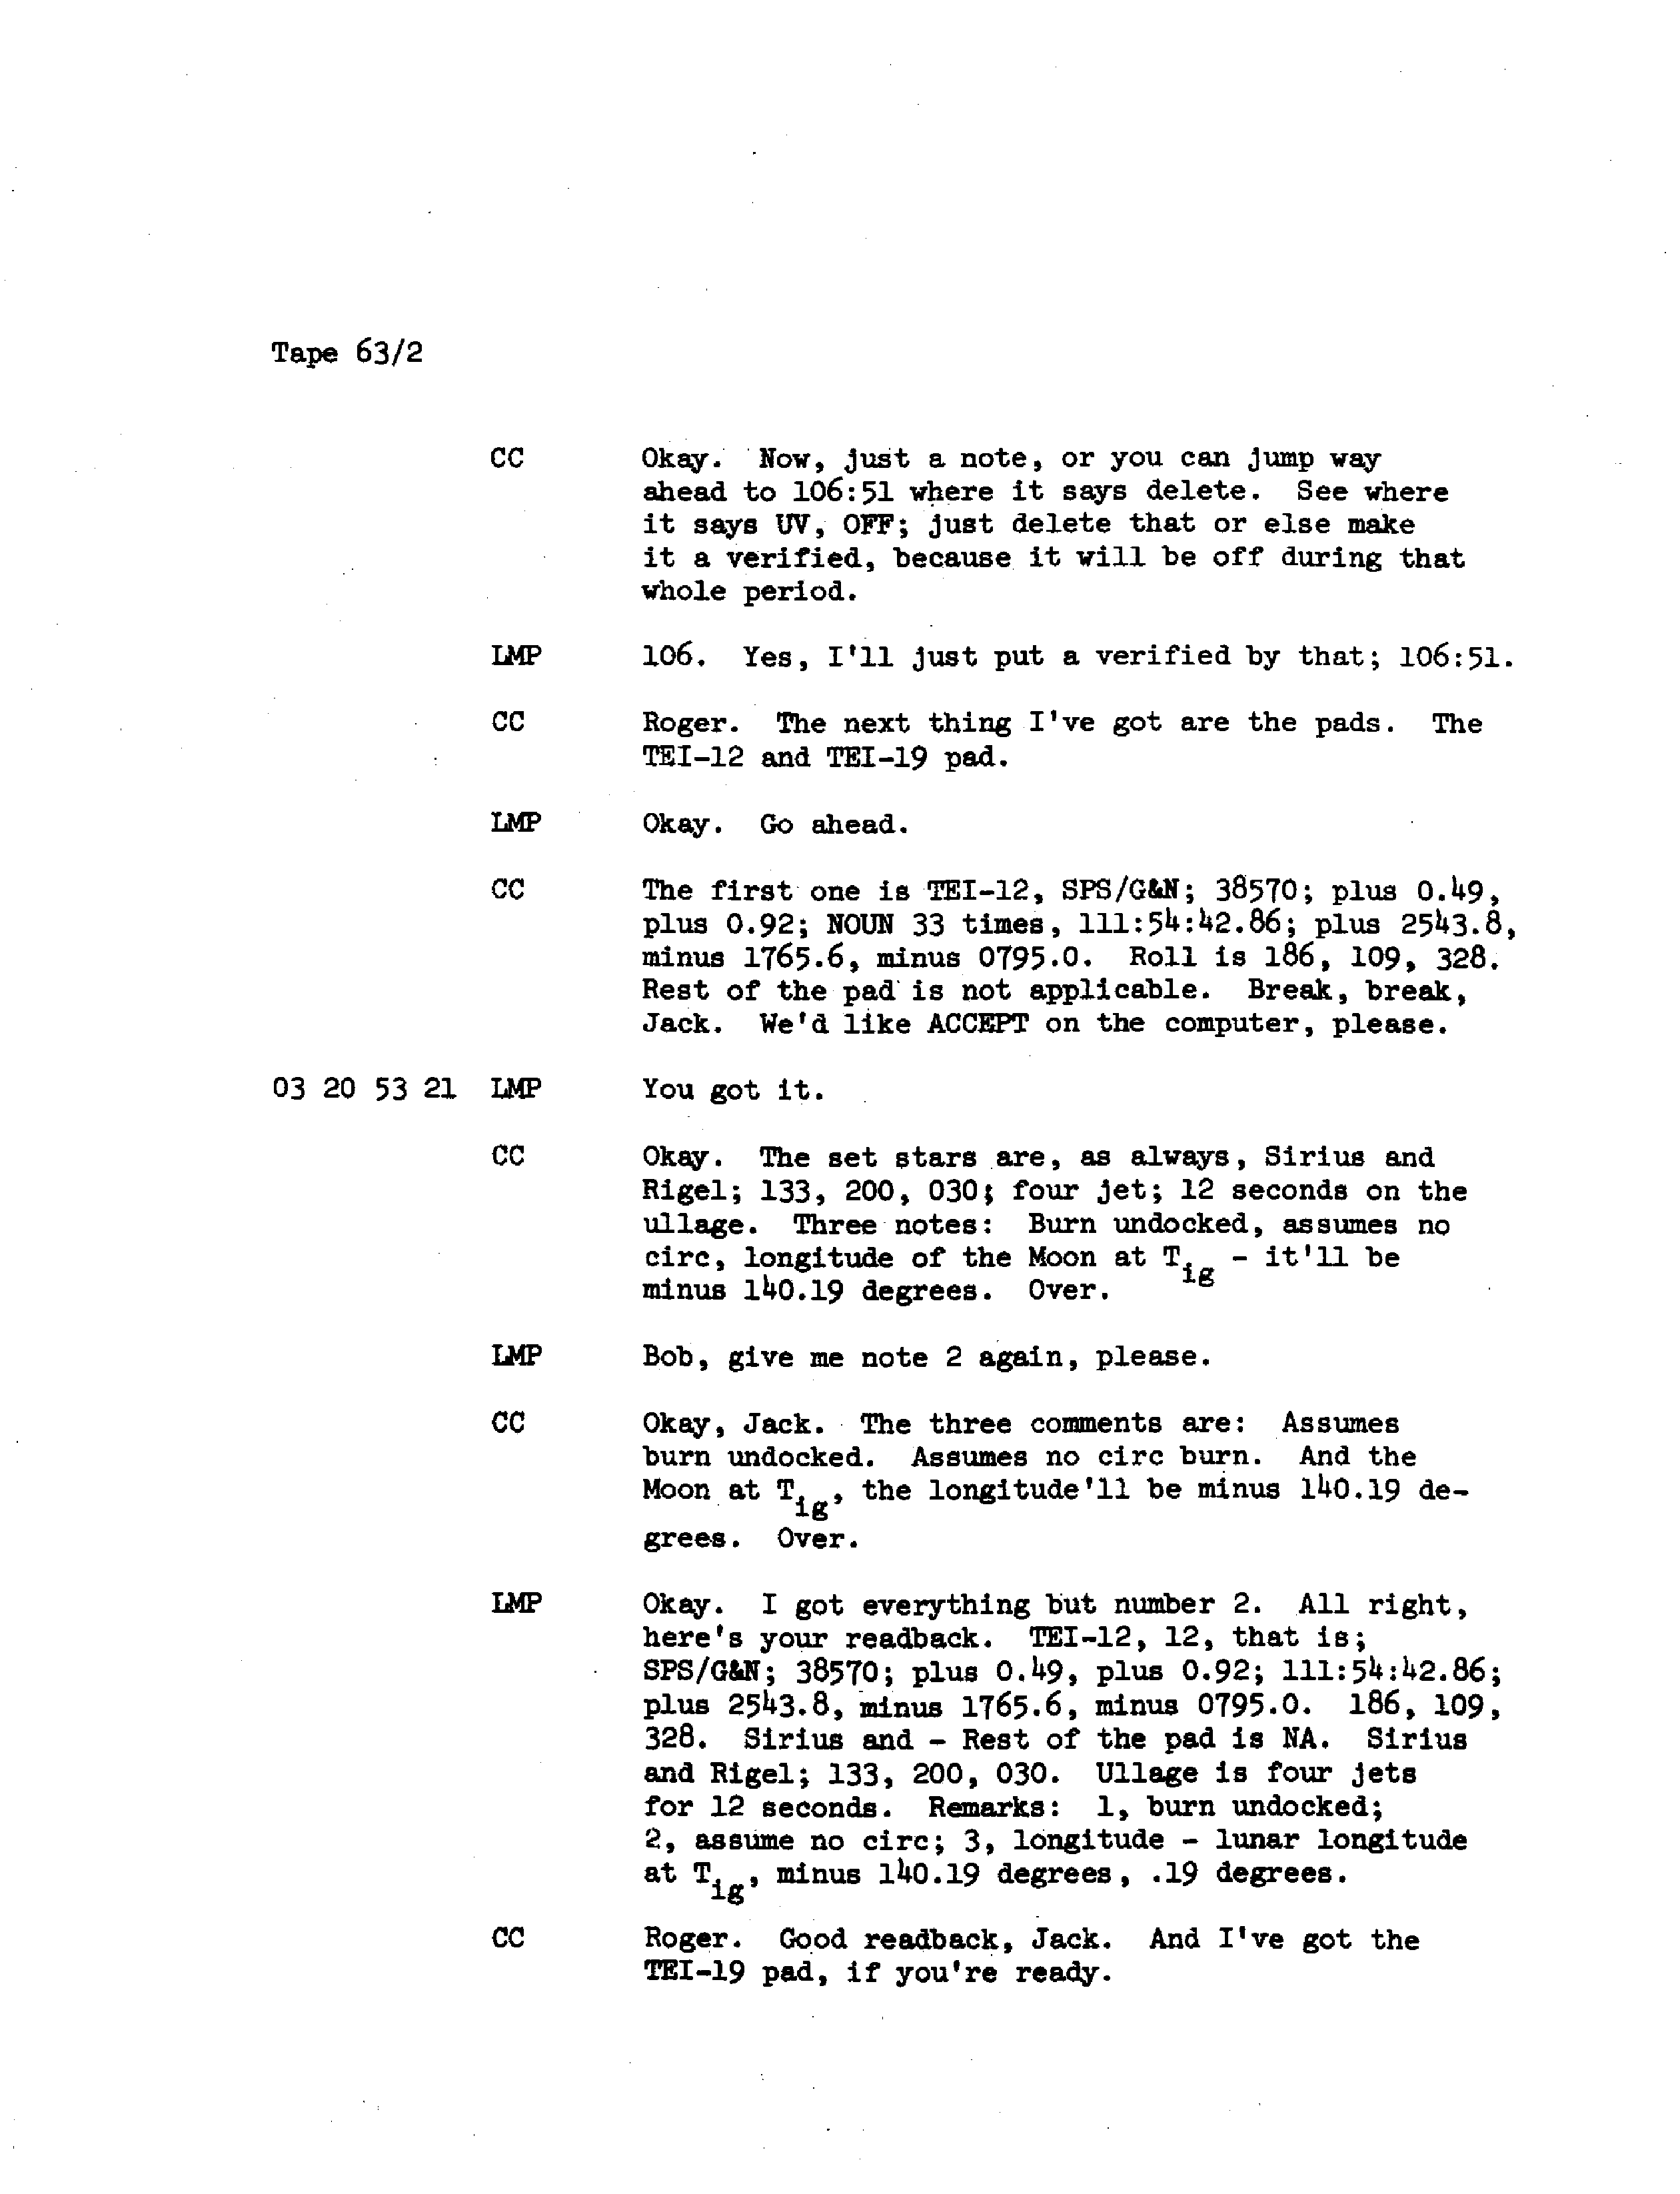 Tape 63/2
CC Okay. Now, just a note, or you can jump way
ahead to 106:51 where it says delete. See where
it says UV, OFF; just delete that or else make
it a verified, because it will be off during that
whole period.
LMP 106. Yes, I'll just put a verified by that; 106:51.
CC Roger. The next thing I've got are the pads. The
TEI-12 and TEI-19 pad.
LMP Okay. Go ahead.
CC The first one is TEI-12, SPS/G&N; 38570; plus 0.49,
plus 0.92; NOUN 33 times, 111:54:42.86; plus 2543.8,
minus 1765.6, minus 0795.0. Roll is 186, 109, 328.
Rest of the pad is not applicable. Break, break,
Jack. We'd like ACCEPT on the computer, please.
03 20 53 21 LMP You got it.
CC Okay. The set stars are, as always, Sirius and
Rigel; 133, 200, 030; four jet; 12 seconds on the
ullage. Three notes: Burn undocked, assumes no
circ, longitude of the Moon at Tig - it'll be
minus 140.19 degrees. Over.
LMP Bob, give me note 2 again, please.
CC Okay, Jack. The three comments are: Assumes
burn undocked. Assumes no circ burn. And the
Moon at Tig, the longitude'll be minus 140.19 de-
grees. Over.
LMP Okay. I got everything but number 2. All right,
here's your readback. TEI-12, 12, that is;
SPS/G&N; 38570; plus 0.49, plus 0.92; 111:54:42.86;
plus 2543.8, minus 1765.6, minus 0795.0. 186, 109,
328. Sirius and - Rest of the pad is NA. Sirius
and Rigel; 133, 200, 030. Ullage is four jets
for 12 seconds. Remarks: 1, burn undocked;
2, assume no circ; 3, longitude - lunar longitude
at Tig, minus 140.19 degrees, .19 degrees.
CC Roger. Good readback, Jack. And I've got the
TEI-19 pad, if you're ready.